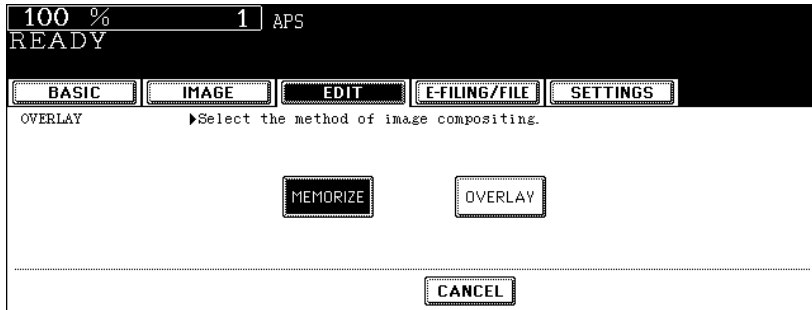 100 % 1 APS
READY
BASIC IMAGE EDIT E-FILING/FILE SETTINGS
OVERLAY ▶Select the method of image compositing.
MEMORIZE OVERLAY
CANCEL